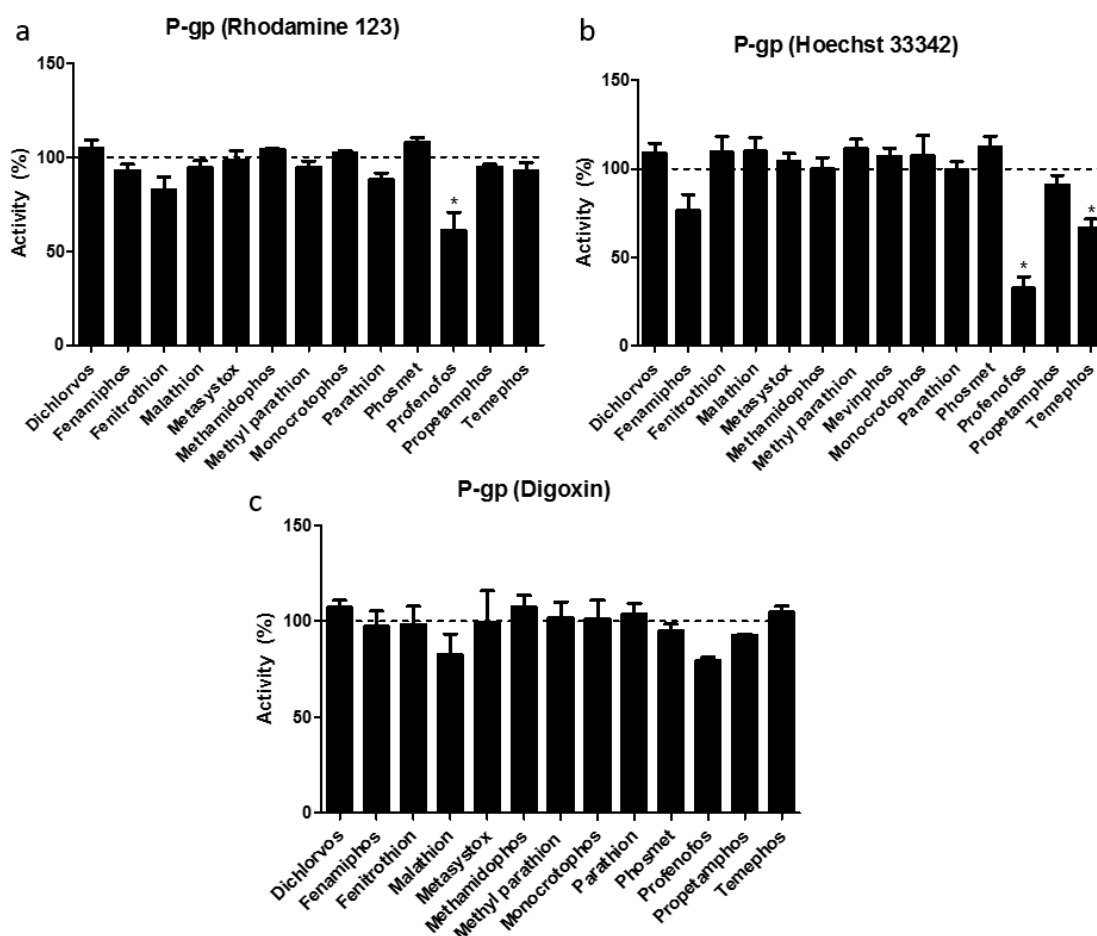 a
P-gp (Rhodamine 123)
150
100
50
0
Activity (%)
*
Dichlorvos
Fenamiphos
Fenitrothion
Malathion
Metasystox
Methamidophos
Methyl parathion
Monocrotophos
Parathion
Phosmet
Profenofos
Propetamphos
Temephos
b
P-gp (Hoechst 33342)
150
100
50
0
Activity (%)
*
*
Dichlorvos
Fenamiphos
Fenitrothion
Malathion
Metasystox
Methamidophos
Methyl parathion
Mevinphos
Monocrotophos
Parathion
Phosmet
Profenofos
Propetamphos
Temephos
c
P-gp (Digoxin)
150
100
50
0
Activity (%)
Dichlorvos
Fenamiphos
Fenitrothion
Malathion
Metasystox
Methamidophos
Methyl parathion
Monocrotophos
Parathion
Phosmet
Profenofos
Propetamphos
Temephos